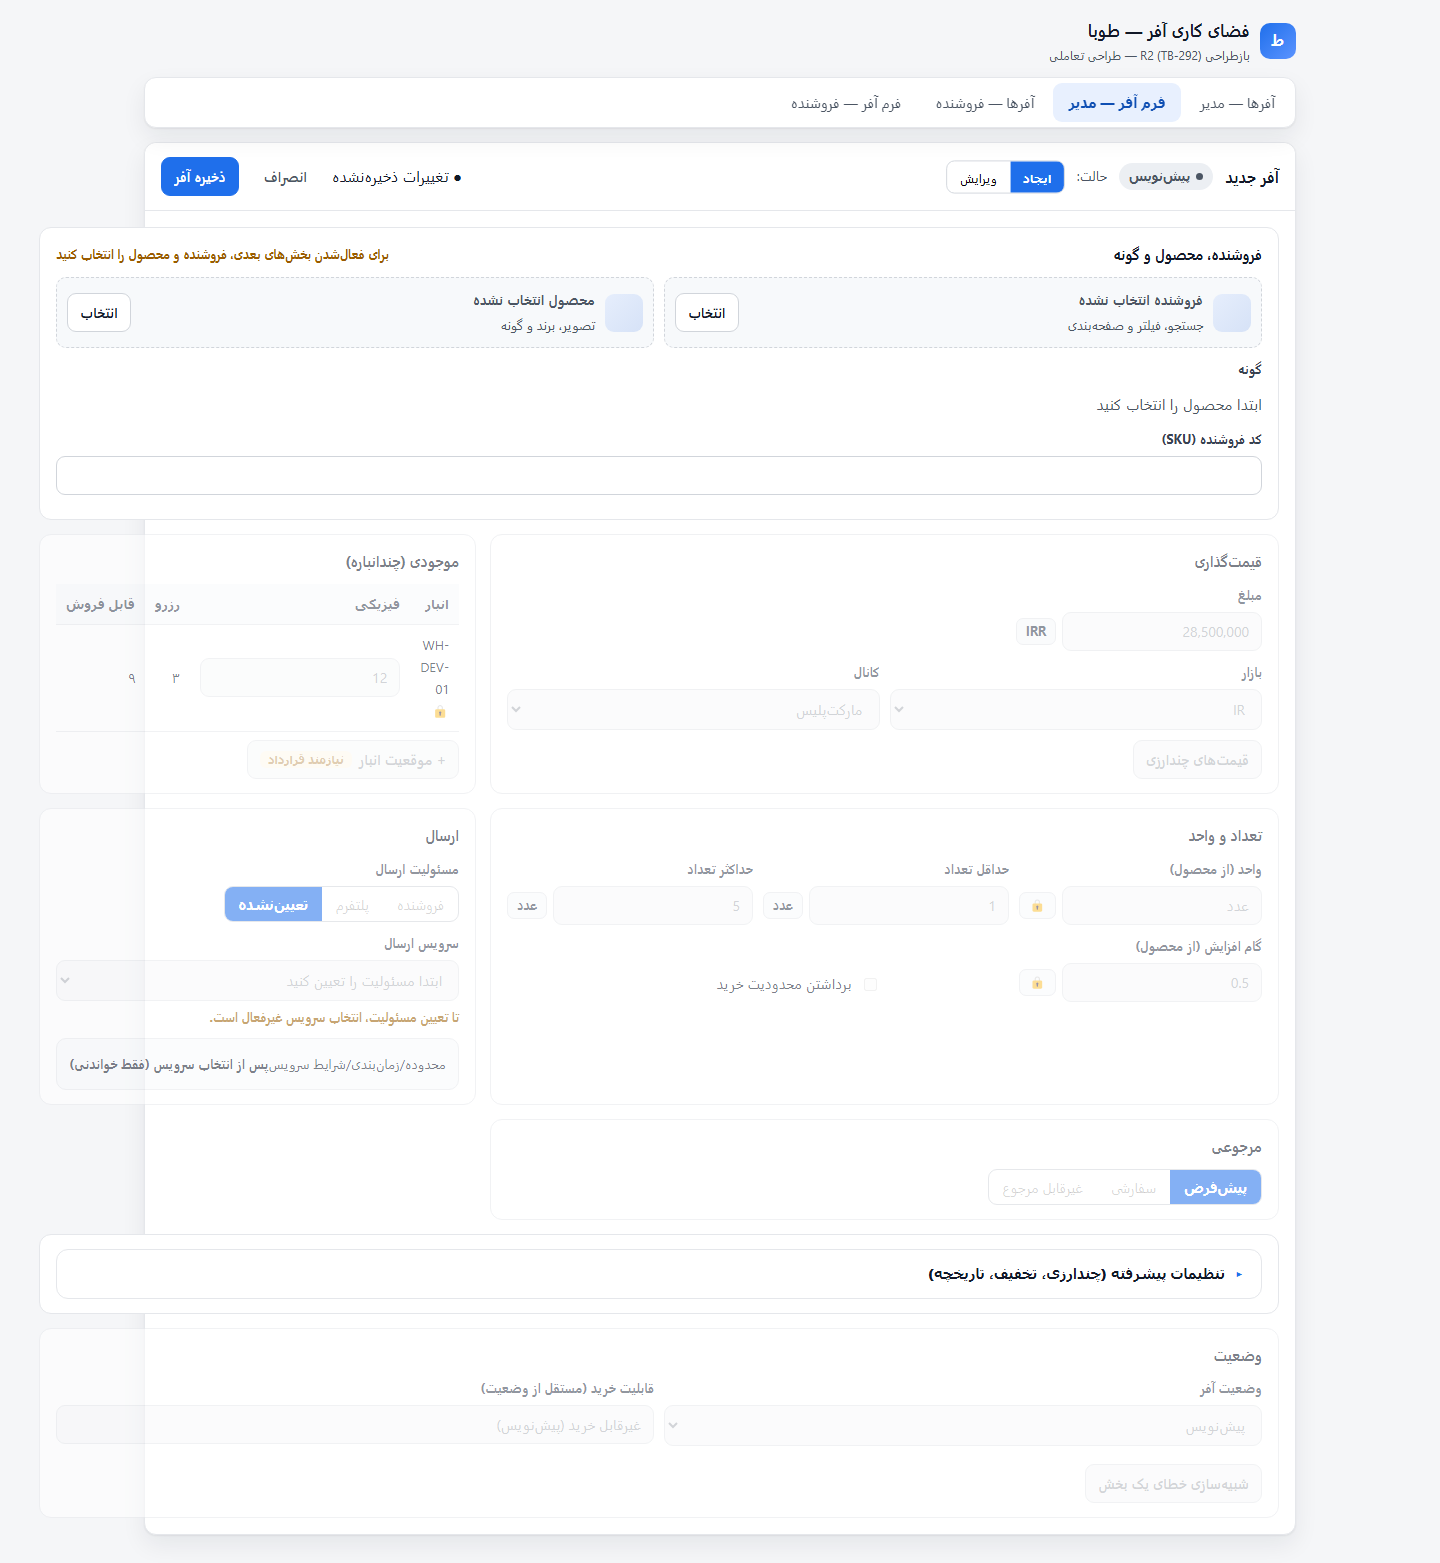 ط
فضای کاری آفر — طوبا
بازطراحی R2 (TB-292) — طراحی تعاملی
آفرها — مدیر
فرم آفر — مدیر
آفرها — فروشنده
فرم آفر — فروشنده
آفر جدید
● پیش‌نویس
حالت:
ایجاد
ویرایش
● تغییرات ذخیره‌نشده
انصراف
ذخیره آفر
فروشنده، محصول و گونه
برای فعال‌شدن بخش‌های بعدی، فروشنده و محصول را انتخاب کنید
فروشنده انتخاب نشده
جستجو، فیلتر و صفحه‌بندی
انتخاب
محصول انتخاب نشده
تصویر، برند و گونه
انتخاب
گونه
ابتدا محصول را انتخاب کنید
کد فروشنده (SKU)
قیمت‌گذاری
مبلغ
28,500,000
IRR
بازار
کانال
IR
مارکت‌پلیس
قیمت‌های چندارزی
موجودی (چندانباره)
انبار
فیزیکی
رزرو
قابل فروش
WH-
DEV-
01
12
۳
۹
+ موقعیت انبار
نیازمند قرارداد
تعداد و واحد
واحد (از محصول)
حداقل تعداد
حداکثر تعداد
عدد
1
عدد
5
عدد
گام افزایش (از محصول)
0.5
برداشتن محدودیت خرید
ارسال
مسئولیت ارسال
فروشنده
پلتفرم
تعیین‌نشده
سرویس ارسال
ابتدا مسئولیت را تعیین کنید
تا تعیین مسئولیت، انتخاب سرویس غیرفعال است.
محدوده/زمان‌بندی/شرایط سرویس
پس از انتخاب سرویس (فقط خواندنی)
مرجوعی
پیش‌فرض
سفارشی
غیرقابل مرجوع
تنظیمات پیشرفته (چندارزی، تخفیف، تاریخچه)
وضعیت
وضعیت آفر
قابلیت خرید (مستقل از وضعیت)
پیش‌نویس
غیرقابل خرید (پیش‌نویس)
شبیه‌سازی خطای یک بخش